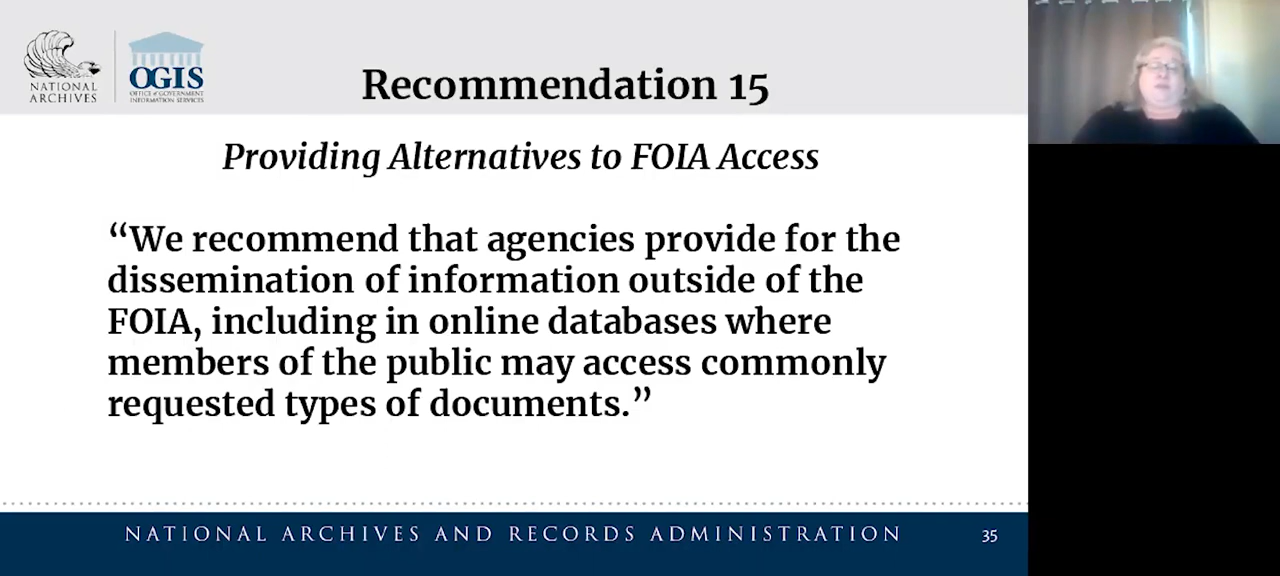 NATIONAL
ARCHIVES
OGIS
OFFICE of GOVERNMENT
INFORMATION SERVICES
Recommendation 15
Providing Alternatives to FOIA Access
“We recommend that agencies provide for the
dissemination of information outside of the
FOIA, including in online databases where
members of the public may access commonly
requested types of documents.”
NATIONAL ARCHIVES AND RECORDS ADMINISTRATION
35